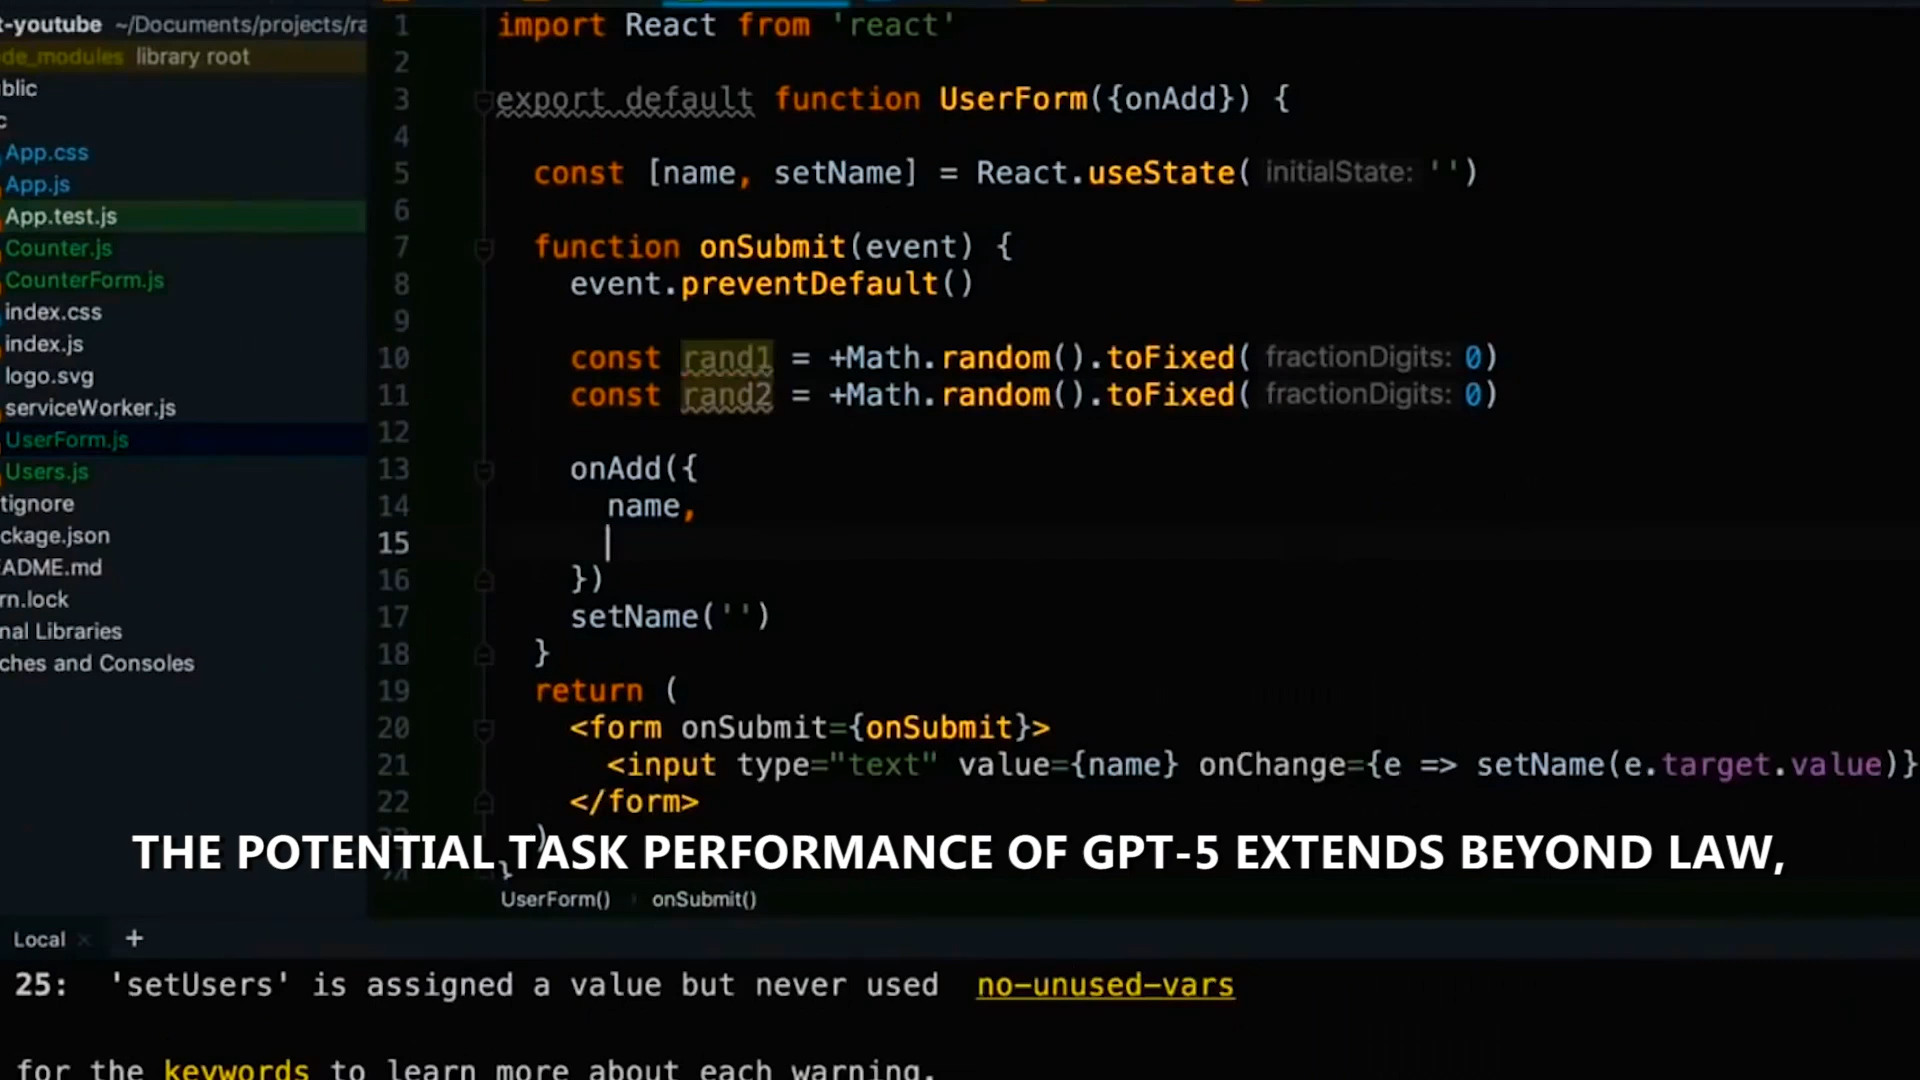 t-youtube ~/Documents/projects/ra
de_modules library root
blic
c
App.css
App.js
App.test.js
Counter.js
CounterForm.js
index.css
index.js
logo.svg
serviceWorker.js
UserForm.js
Users.js
tignore
ckage.json
EADME.md
rn.lock
nal Libraries
ches and Consoles
1 import React from 'react'
2
3 export default function UserForm({onAdd}) {
4
5 const [name, setName] = React.useState( initialState: '')
6
7 function onSubmit(event) {
8 event.preventDefault()
9
10 const rand1 = +Math.random().toFixed( fractionDigits: 0)
11 const rand2 = +Math.random().toFixed( fractionDigits: 0)
12
13 onAdd({
14 name,
15
16 })
17 setName('')
18 }
19 return (
20 <form onSubmit={onSubmit}>
21 <input type="text" value={name} onChange={e => setName(e.target.value)}
22 </form>
)
}
THE POTENTIAL TASK PERFORMANCE OF GPT-5 EXTENDS BEYOND LAW,
UserForm() onSubmit()
Local × +
25: 'setUsers' is assigned a value but never used no-unused-vars
for the keywords to learn more about each warning.